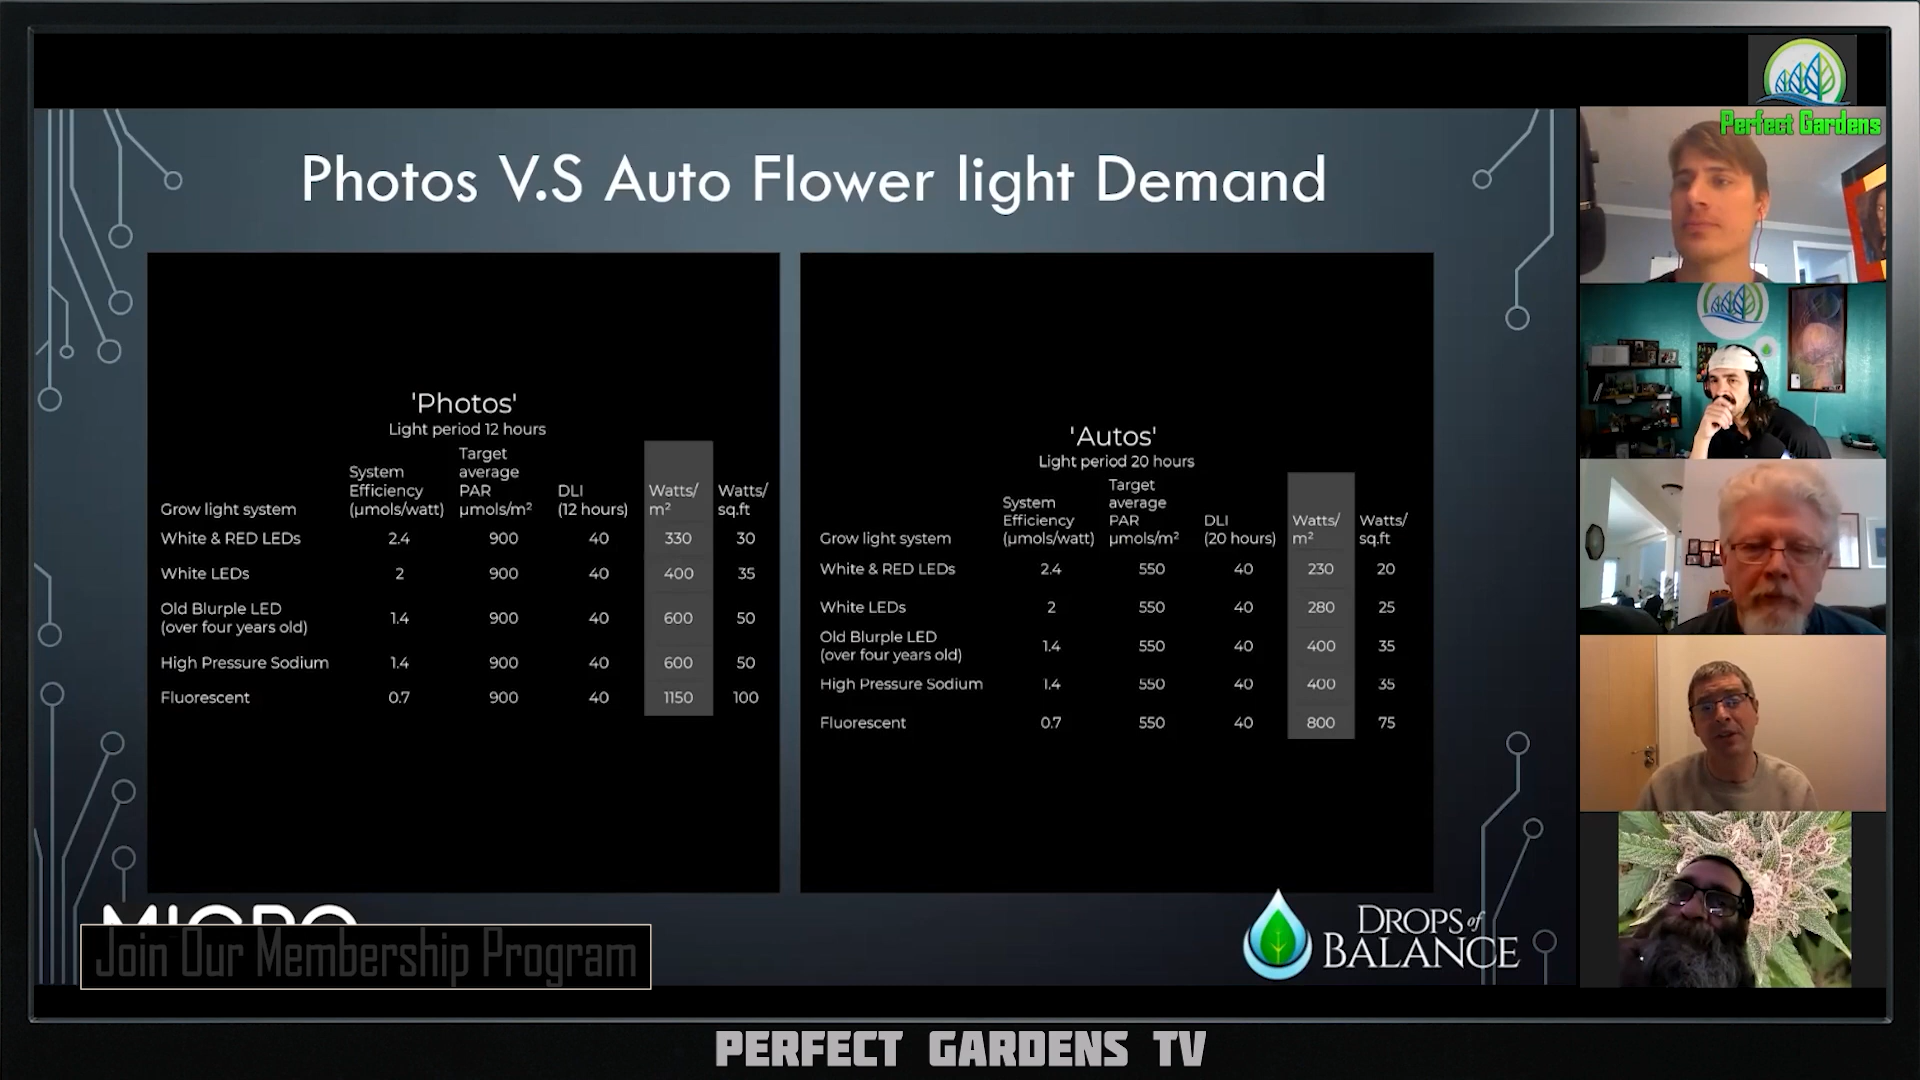 Perfect Gardens
Photos V.S Auto Flower light Demand
'Photos'
Light period 12 hours
Grow light system
System Efficiency (µmols/watt)
Target average PAR µmols/m²
DLI (12 hours)
Watts/ m²
Watts/ sq.ft
White & RED LEDs 2.4 900 40 330 30
White LEDs 2 900 40 400 35
Old Blurple LED (over four years old) 1.4 900 40 600 50
High Pressure Sodium 1.4 900 40 600 50
Fluorescent 0.7 900 40 1150 100
'Autos'
Light period 20 hours
Grow light system
System Efficiency (µmols/watt)
Target average PAR µmols/m²
DLI (20 hours)
Watts/ m²
Watts/ sq.ft
White & RED LEDs 2.4 550 40 230 20
White LEDs 2 550 40 280 25
Old Blurple LED (over four years old) 1.4 550 40 400 35
High Pressure Sodium 1.4 550 40 400 35
Fluorescent 0.7 550 40 800 75
MICRO
Join Our Membership Program
DROPS of
BALANCE
PERFECT GARDENS TV